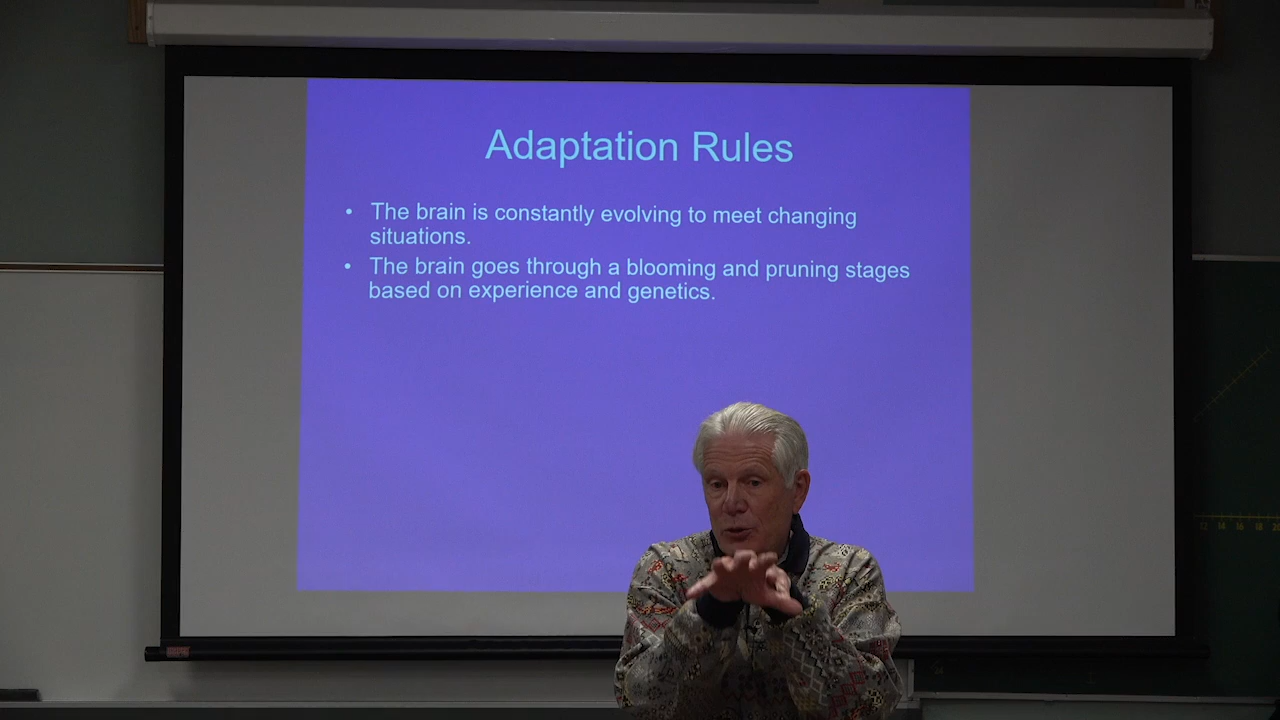 Adaptation Rules
• The brain is constantly evolving to meet changing
situations.
• The brain goes through a blooming and pruning stages
based on experience and genetics.